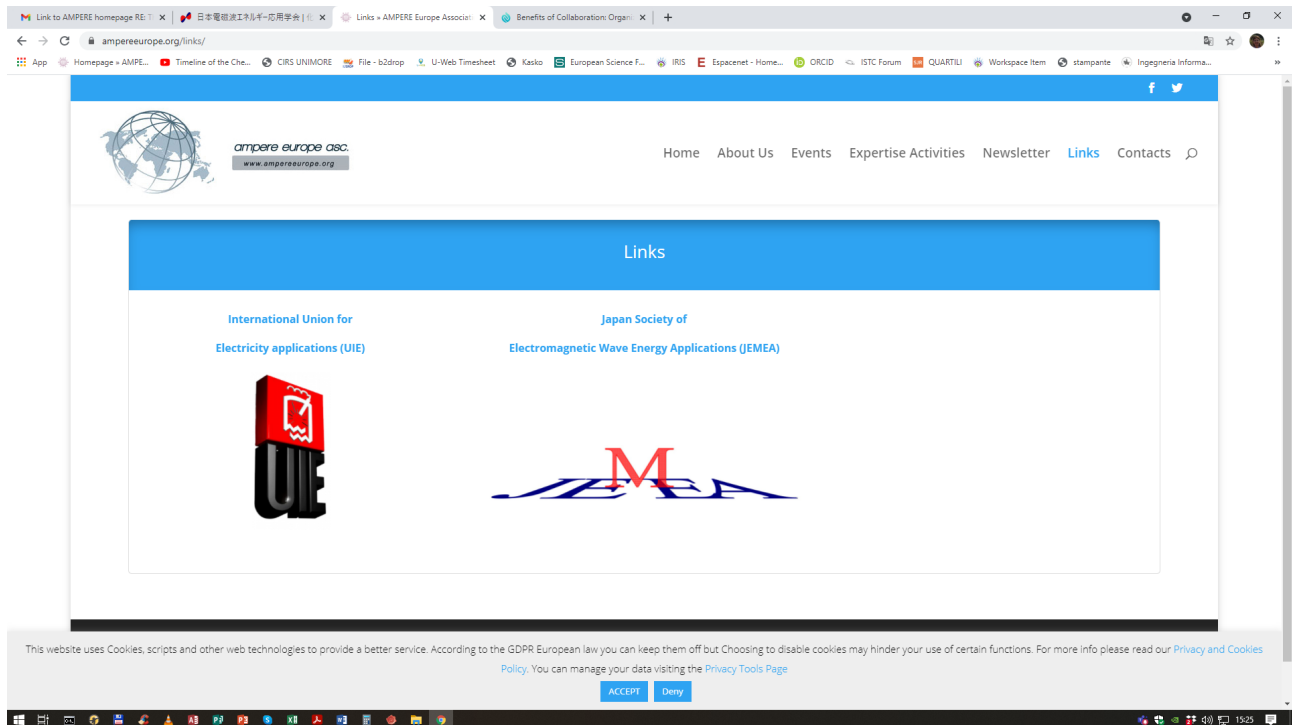 Link to AMPERE homepage RE: T
日本電磁波エネルギー応用学会 |
Links » AMPERE Europe Associati
Benefits of Collaboration: Organi
ampereeurope.org/links/
App
Homepage » AMPE...
Timeline of the Che...
CIRS UNIMORE
File - b2drop
U-Web Timesheet
Kasko
European Science F...
IRIS
Espacenet - Home...
ORCID
ISTC Forum
QUARTILI
Workspace Item
stampante
Ingegneria Informa...
ampere europe asc.
www.ampereeurope.org
Home About Us Events Expertise Activities Newsletter Links Contacts
Links
International Union for
Electricity applications (UIE)
UIE
Japan Society of
Electromagnetic Wave Energy Applications (JEMEA)
JEMEA
This website uses Cookies, scripts and other web technologies to provide a better service. According to the GDPR European law you can keep them off but Choosing to disable cookies may hinder your use of certain functions. For more info please read our Privacy and Cookies
Policy. You can manage your data visiting the Privacy Tools Page
ACCEPT Deny
15:25